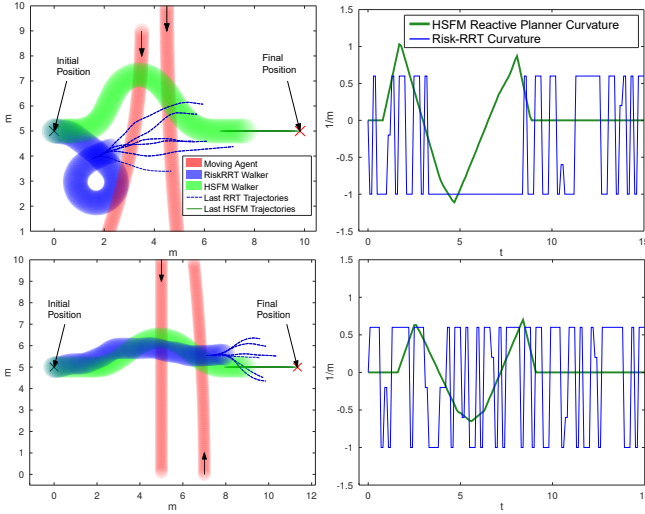 10
9
8
7
6
5
4
3
2
1
m
Initial
Position
Final
Position
Moving Agent
RiskRRT Walker
HSFM Walker
Last RRT Trajectories
Last HSFM Trajectories
0 2 4 6 8 10
m
1.5
1
0.5
0
-0.5
-1
-1.5
1/m
HSFM Reactive Planner Curvature
Risk-RRT Curvature
0 5 10 15
t
10
9
8
7
6
5
4
3
2
1
0
m
Initial
Position
Final
Position
0 2 4 6 8 10 12
m
1.5
1
0.5
0
-0.5
-1
-1.5
1/m
0 5 10 15
t